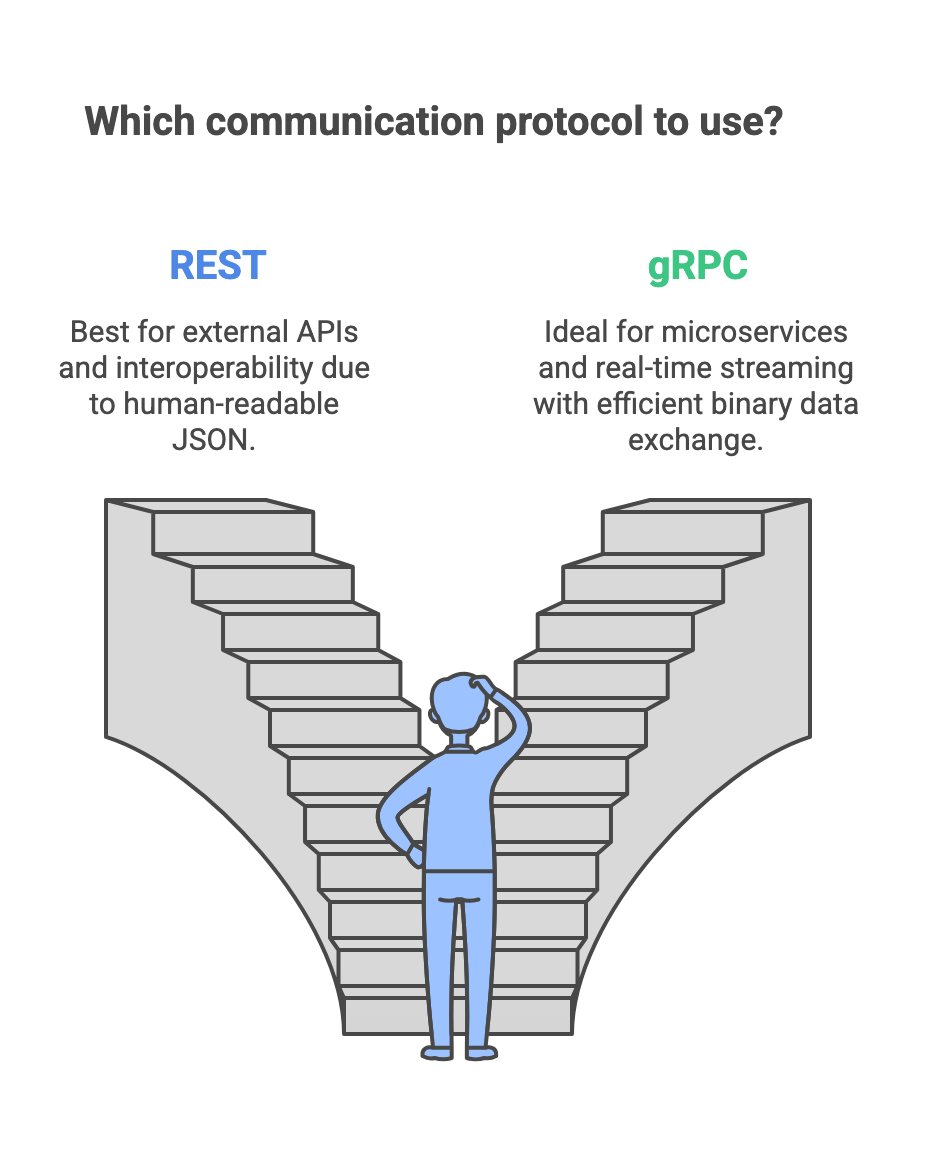 Which communication protocol to use?
REST
Best for external APIs
and interoperability due
to human-readable
JSON.
gRPC
Ideal for microservices
and real-time streaming
with efficient binary data
exchange.